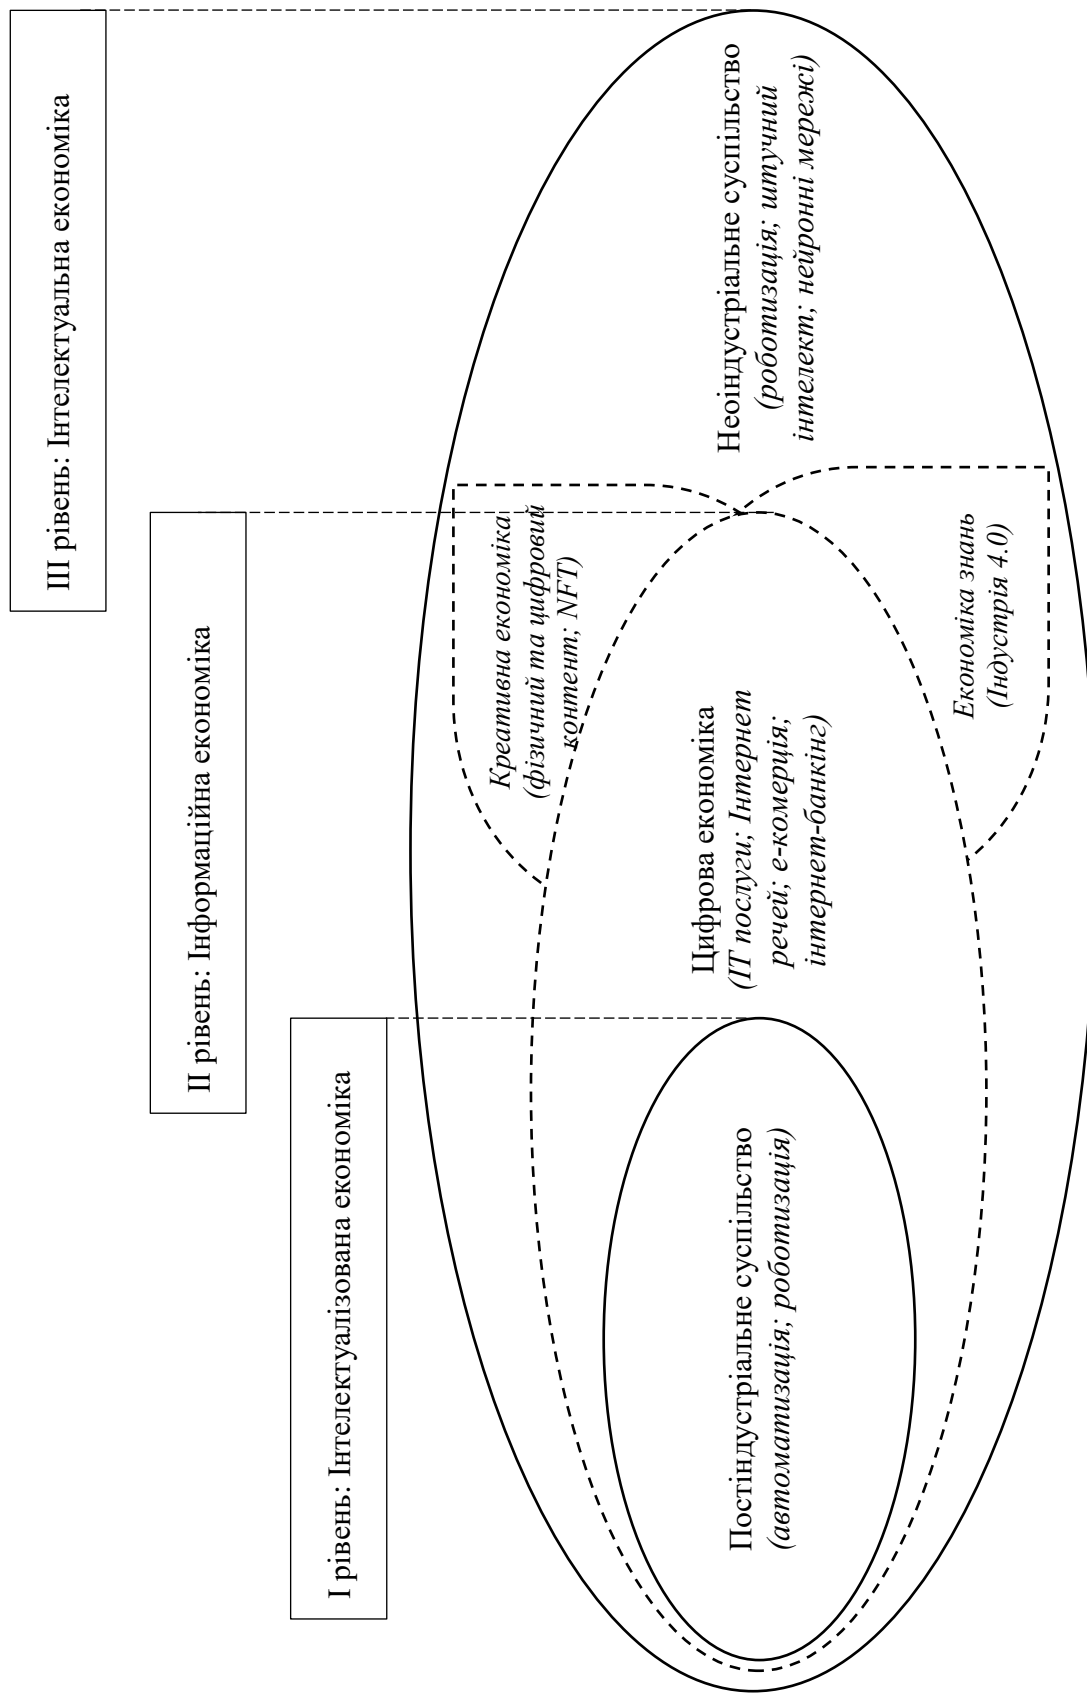 ІІІ рівень: Інтелектуальна економіка
ІІ рівень: Інформаційна економіка
І рівень: Інтелектуалізована економіка
Постіндустріальне суспільство
(автоматизація; роботизація)
Цифрова економіка
(ІТ послуги; Інтернет
речей; е-комерція;
інтернет-банкінг)
Креативна економіка
(фізичний та цифровий
контент; NFT)
Економіка знань
(Індустрія 4.0)
Неоіндустріальне суспільство
(роботизація; штучний
інтелект; нейронні мережі)